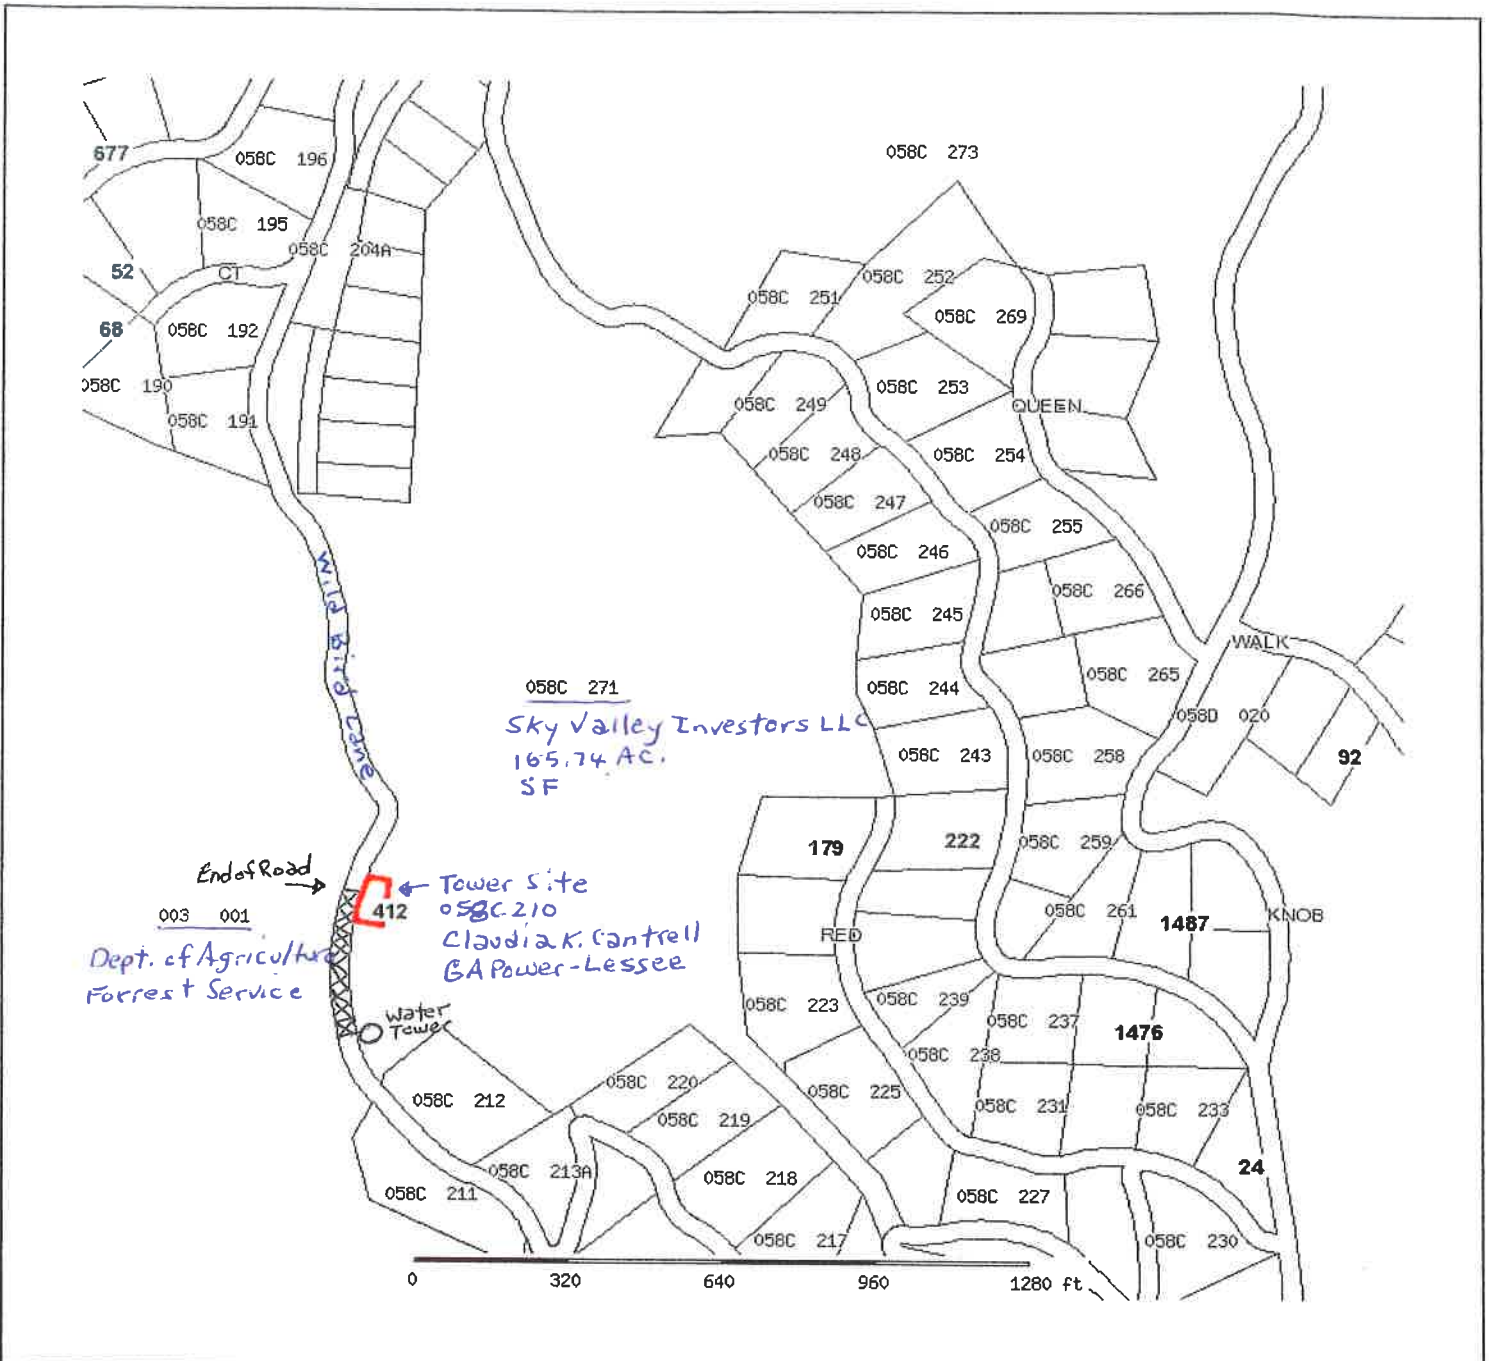 677
058C 196
058C 273
058C 195
058C 204A
52
CT
058C 252
058C 251
058C 269
68
058C 192
058C 190
058C 253
058C 249
QUEEN
058C 191
058C 248
058C 254
058C 247
058C 255
058C 246
Wild Bird Lane
058C 266
058C 245
WALK
058C 271
058C 244
058C 265
Sky Valley Investors LLC
165.74 AC.
SF
058D 020
058C 243
058C 258
92
179
222
058C 259
End of Road
Tower Site
058C 210
Claudia K. Cantrell
GA Power-Lessee
412
003 001
Dept. of Agriculture
Forrest Service
058C 261
1487
KNOB
RED
058C 223
058C 239
Water
Tower
058C 237
1476
058C 238
058C 220
058C 212
058C 225
058C 219
058C 231
058C 233
058C 213A
058C 218
24
058C 211
058C 227
058C 217
058C 230
0 320 640 960 1280 ft